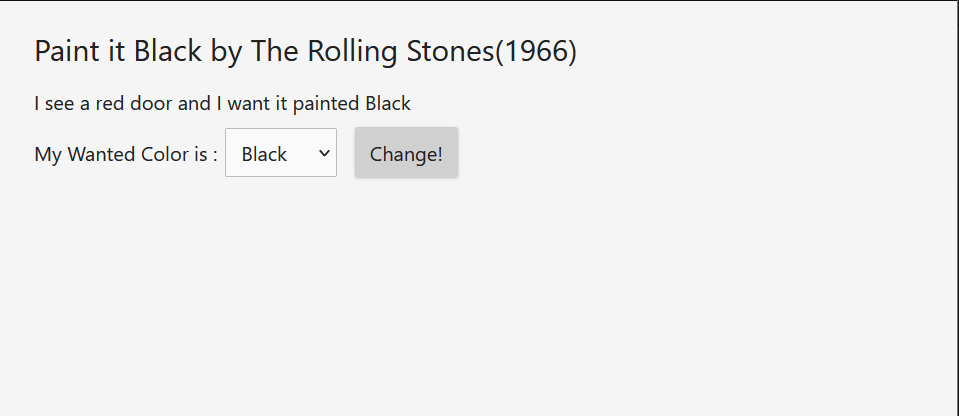 Paint it Black by The Rolling Stones(1966)
I see a red door and I want it painted Black
My Wanted Color is : Black Change!